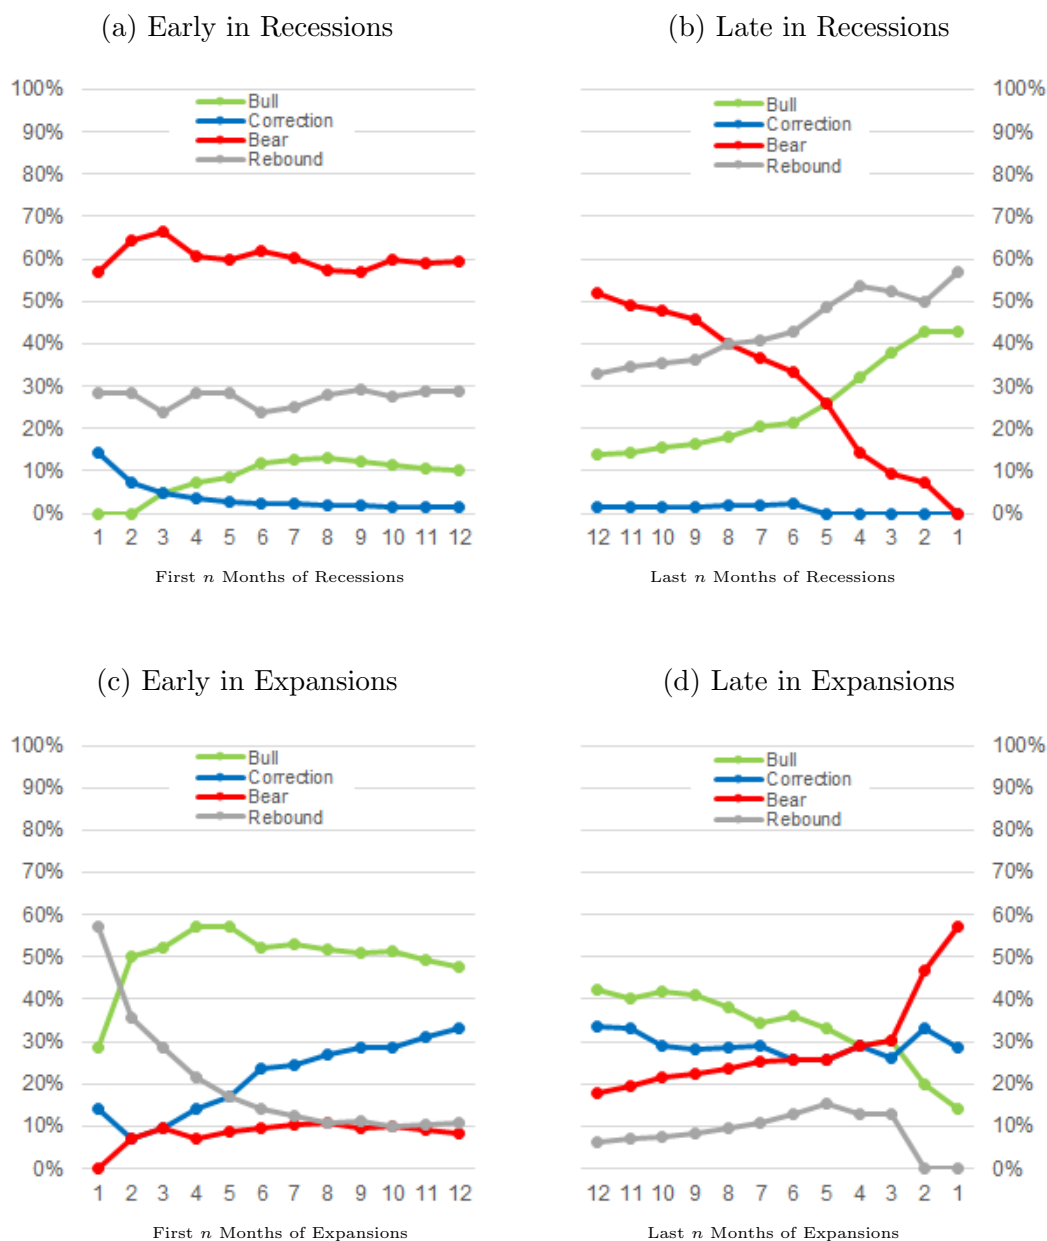 (a) Early in Recessions
100%
90%
80%
70%
60%
50%
40%
30%
20%
10%
0%
Bull
Correction
Bear
Rebound
1 2 3 4 5 6 7 8 9 10 11 12
First n Months of Recessions
(b) Late in Recessions
Bull
Correction
Bear
Rebound
100%
90%
80%
70%
60%
50%
40%
30%
20%
10%
0%
12 11 10 9 8 7 6 5 4 3 2 1
Last n Months of Recessions
(c) Early in Expansions
100%
90%
80%
70%
60%
50%
40%
30%
20%
10%
0%
Bull
Correction
Bear
Rebound
1 2 3 4 5 6 7 8 9 10 11 12
First n Months of Expansions
(d) Late in Expansions
Bull
Correction
Bear
Rebound
100%
90%
80%
70%
60%
50%
40%
30%
20%
10%
0%
12 11 10 9 8 7 6 5 4 3 2 1
Last n Months of Expansions